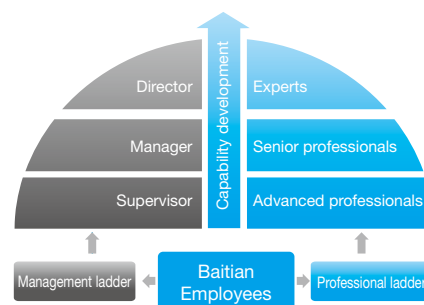 Director
Experts
Manager
Senior professionals
Supervisor
Advanced professionals
Capability development
Management ladder
Baitian
Employees
Professional ladder